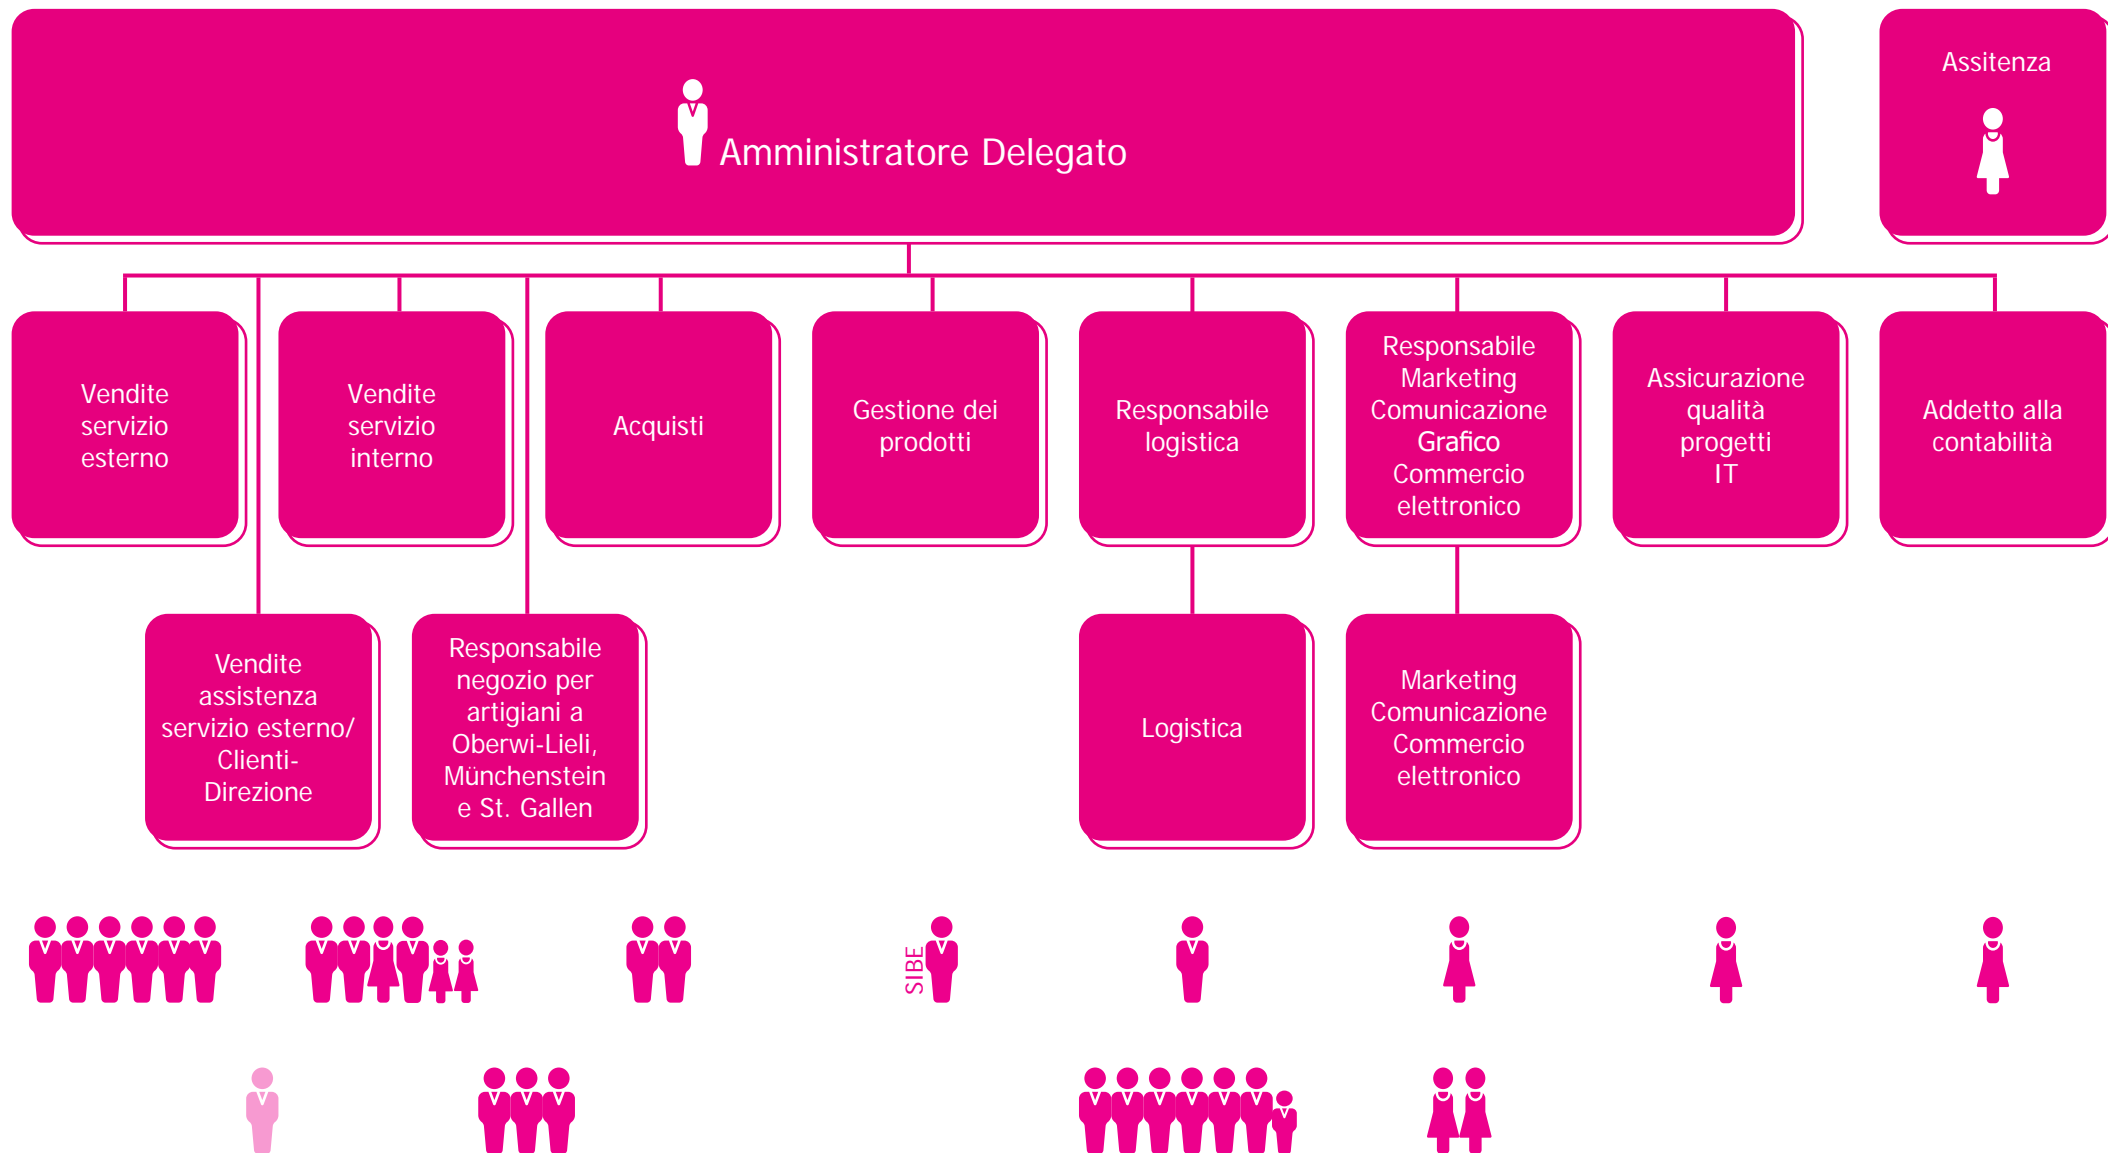 Assitenza
Amministratore Delegato
Vendite
servizio
esterno
Vendite
servizio
interno
Acquisti
Gestione dei
prodotti
Responsabile
logistica
Responsabile
Marketing
Comunicazione
Grafico
Commercio
elettronico
Assicurazione
qualità
progetti
IT
Addetto alla
contabilità
Vendite
assistenza
servizio esterno/
Clienti-
Direzione
Responsabile
negozio per
artigiani a
Oberwi-Lieli,
Münchenstein
e St. Gallen
Logistica
Marketing
Comunicazione
Commercio
elettronico
SIBE